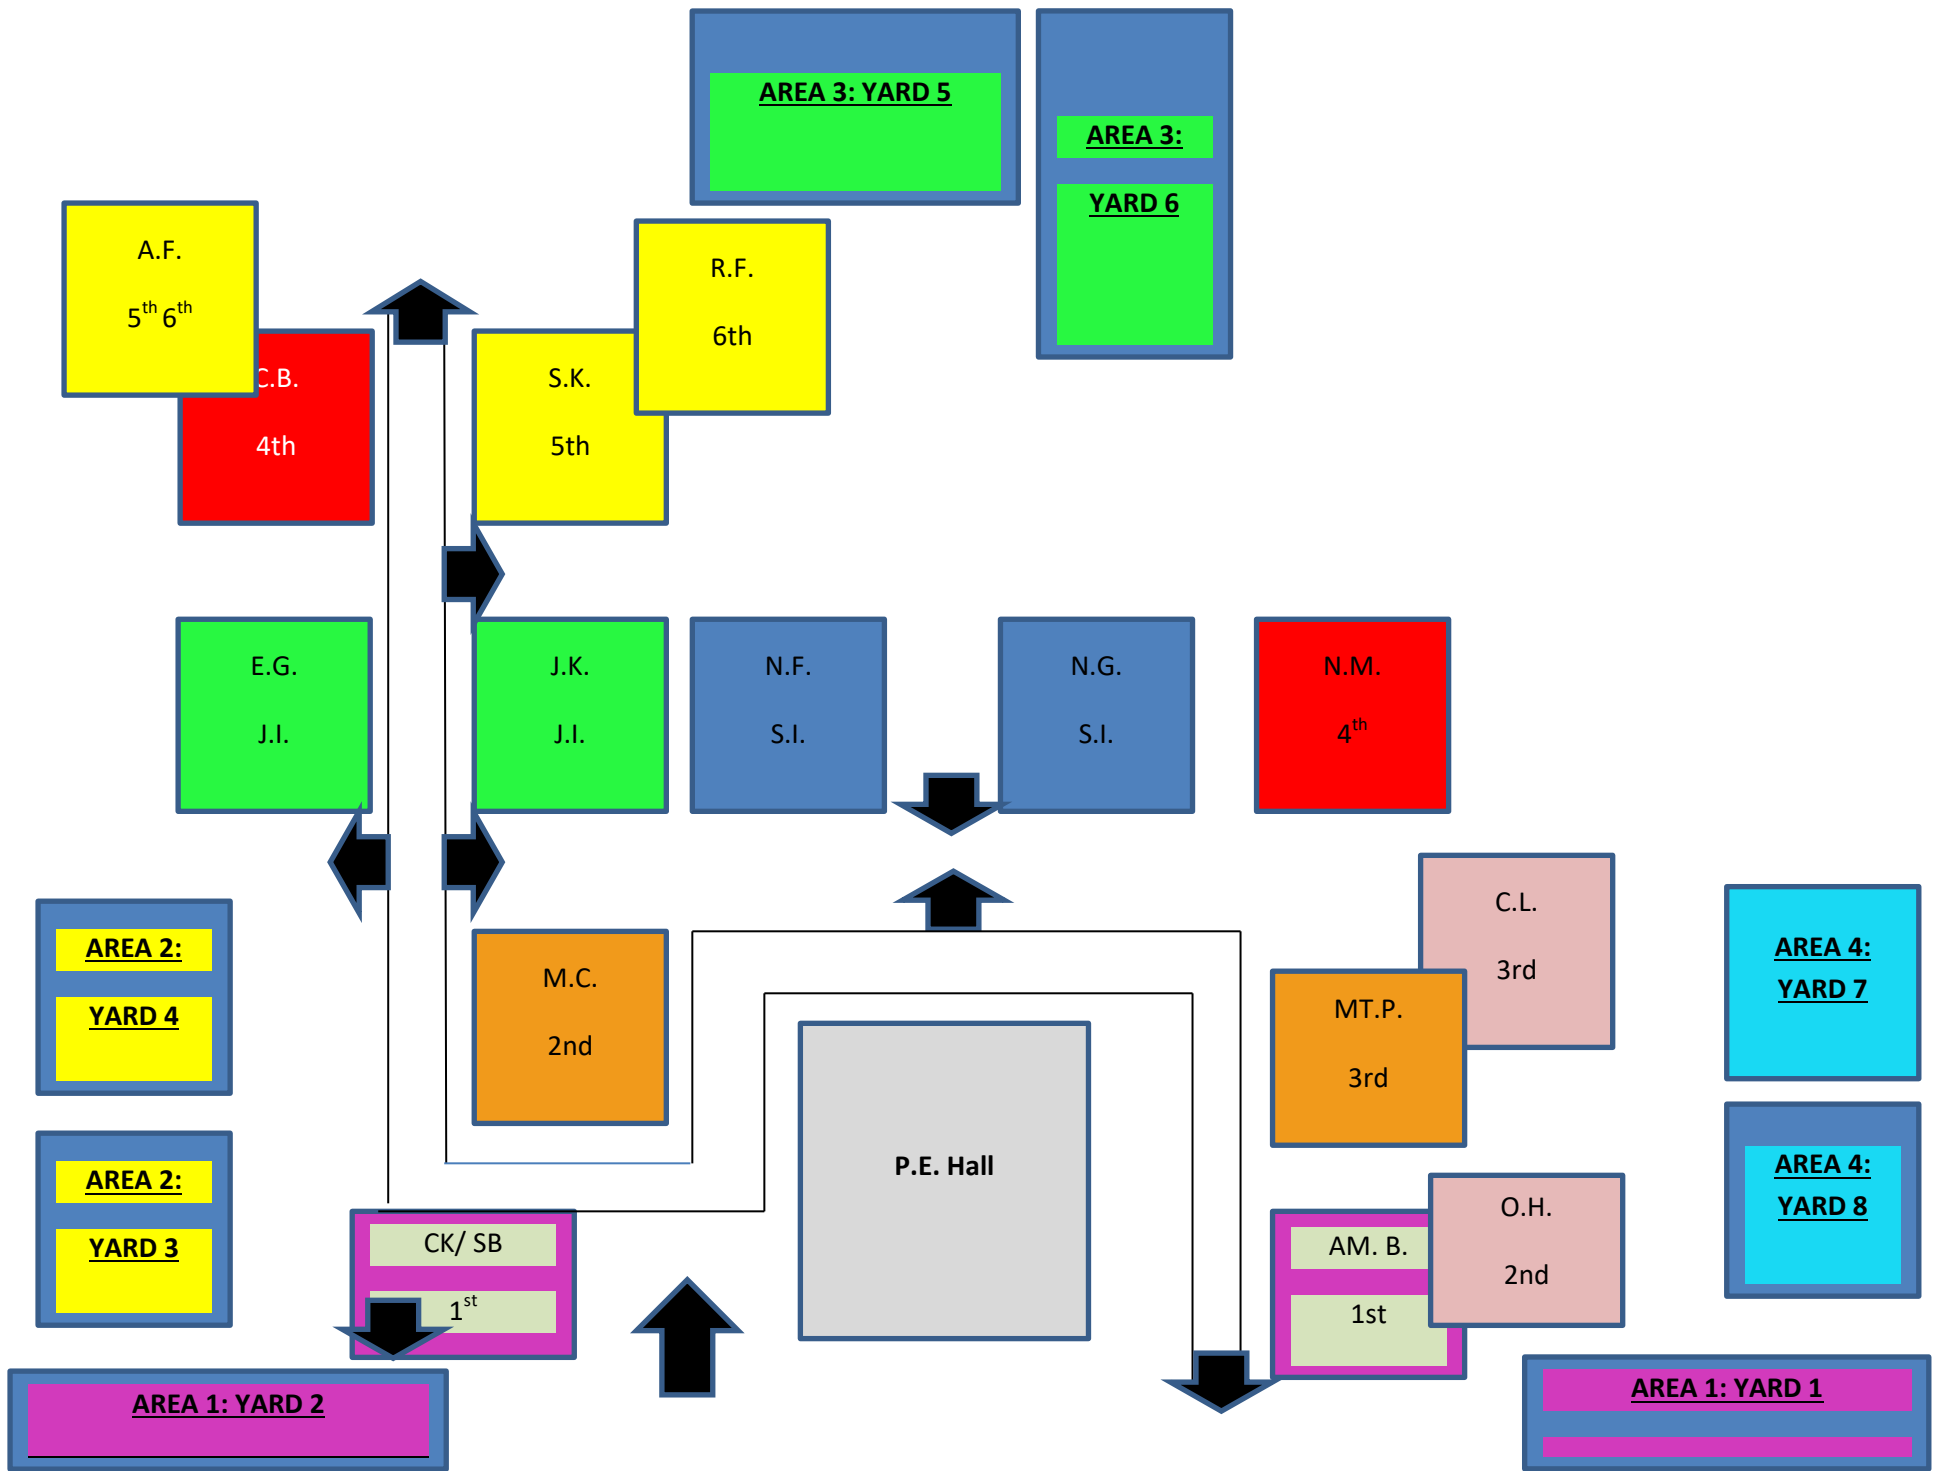 AREA 3: YARD 5
AREA 3:
YARD 6
A.F.
5th 6th
R.F.
6th
C.B.
4th
S.K.
5th
E.G.
J.I.
J.K.
J.I.
N.F.
S.I.
N.G.
S.I.
N.M.
4th
AREA 2:
YARD 4
M.C.
2nd
C.L.
3rd
MT.P.
3rd
AREA 4:
YARD 7
P.E. Hall
AREA 2:
YARD 3
CK/ SB
1st
AM. B.
1st
O.H.
2nd
AREA 4:
YARD 8
AREA 1: YARD 2
AREA 1: YARD 1